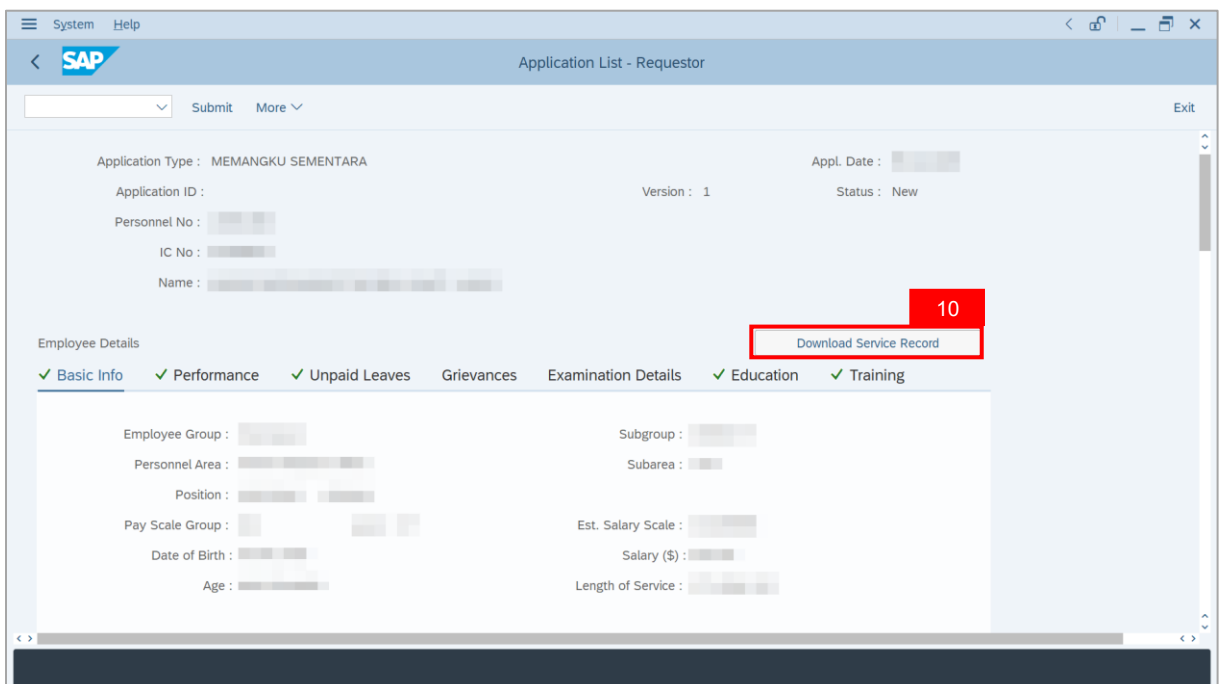 System Help
SAP
Application List - Requestor
Submit More Exit
Application Type : MEMANGKU SEMENTARA Appl. Date :
Application ID : Version : 1 Status : New
Personnel No :
IC No :
Name :
10
Employee Details Download Service Record
Basic Info Performance Unpaid Leaves Grievances Examination Details Education Training
Employee Group : Subgroup :
Personnel Area : Subarea :
Position :
Pay Scale Group : Est. Salary Scale :
Date of Birth : Salary ($) :
Age : Length of Service :